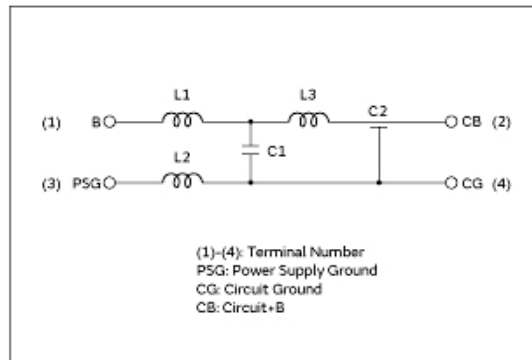 L1
L3
C2
(1) B
CB (2)
C1
L2
(3) PSG
CG (4)
(1)-(4): Terminal Number
PSG: Power Supply Ground
CG: Circuit Ground
CB: Circuit+B